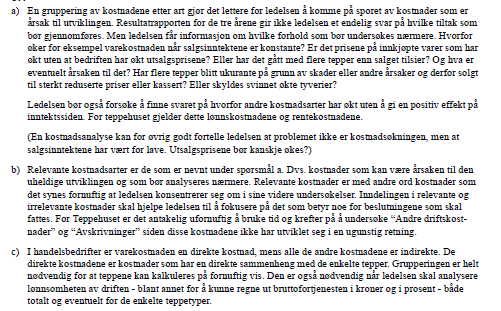 a) En gruppering av kostnadene etter art gjør det lettere for ledelsen å komme på sporet av kostnader som er
årsak til utviklingen. Resultatrapporten for de tre årene gir ikke ledelsen et endelig svar på hvilke tiltak som
bør gjennomføres. Men ledelsen får informasjon om hvilke forhold som bør undersøkes nærmere. Hvorfor
øker for eksempel varekostnaden når salgsinntektene er konstante? Er det prisene på innkjøpte varer som har
økt uten at bedriften har økt utsalgsprisene? Eller har det gått med flere tepper enn salget tilsier? Og hva er
eventuelt årsaken til det? Har flere tepper blitt ukurante på grunn av skader eller andre årsaker og derfor solgt
til sterkt reduserte priser eller kassert? Eller skyldes svinnet økte tyverier?
Ledelsen bør også forsøke å finne svaret på hvorfor andre kostnadsarter har økt uten å gi en positiv effekt på
inntektssiden. For teppehuset gjelder dette lønnskostnadene og rentekostnadene.
(En kostnadsanalyse kan for øvrig godt fortelle ledelsen at problemet ikke er kostnadsøkningen, men at
salgsinntektene har vært for lave. Utsalgsprisene bør kanskje økes?)
b) Relevante kostnadsarter er de som er nevnt under spørsmål a. Dvs. kostnader som kan være årsaken til den
uheldige utviklingen og som bør analyseres nærmere. Relevante kostnader er med andre ord kostnader som
det synes fornuftig at ledelsen konsentrerer seg om i sine videre undersøkelser. Inndelingen i relevante og
irrelevante kostnader skal hjelpe ledelsen til å fokusere på det som betyr noe for beslutningene som skal
fattes. For Teppehuset er det antakelig ufornuftig å bruke tid og krefter på å undersøke “Andre driftskost-
nader” og “Avskrivninger” siden disse kostnadene ikke har utviklet seg i en ugunstig retning.
c) I handelsbedrifter er varekostnaden en direkte kostnad, mens alle de andre kostnadene er indirekte. De
direkte kostnadene er kostnader som har en direkte sammenheng med de enkelte tepper. Grupperingen er helt
nødvendig for at teppene kan kalkuleres på fornuftig vis. Den er også nødvendig når ledelsen skal analysere
lønnsomheten av driften - blant annet for å kunne regne ut bruttofortjenesten i kroner og i prosent - både
totalt og eventuelt for de enkelte teppetyper.